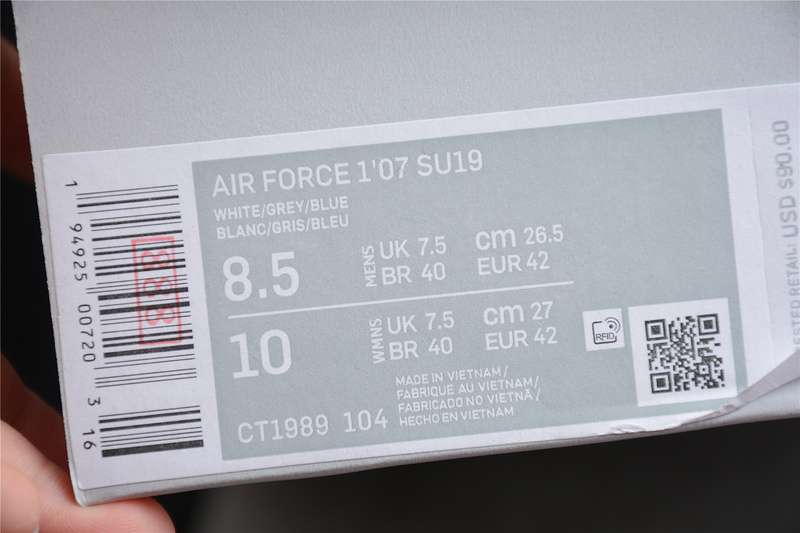 AIR FORCE 1'07 SU19
WHITE/GREY/BLUE
BLANC/GRIS/BLEU
8.5
MENS
UK 7.5 cm 26.5
BR 40 EUR 42
10
WMNS
UK 7.5 cm 27
BR 40 EUR 42
CT1989 104
MADE IN VIETNAM/
FABRIQUE AU VIETNAM/
FABRICADO NO VIETNÃ/
HECHO EN VIETNAM
RFID
1 94925 00720 3 16
888
ESTED RETAIL: USD $90.00